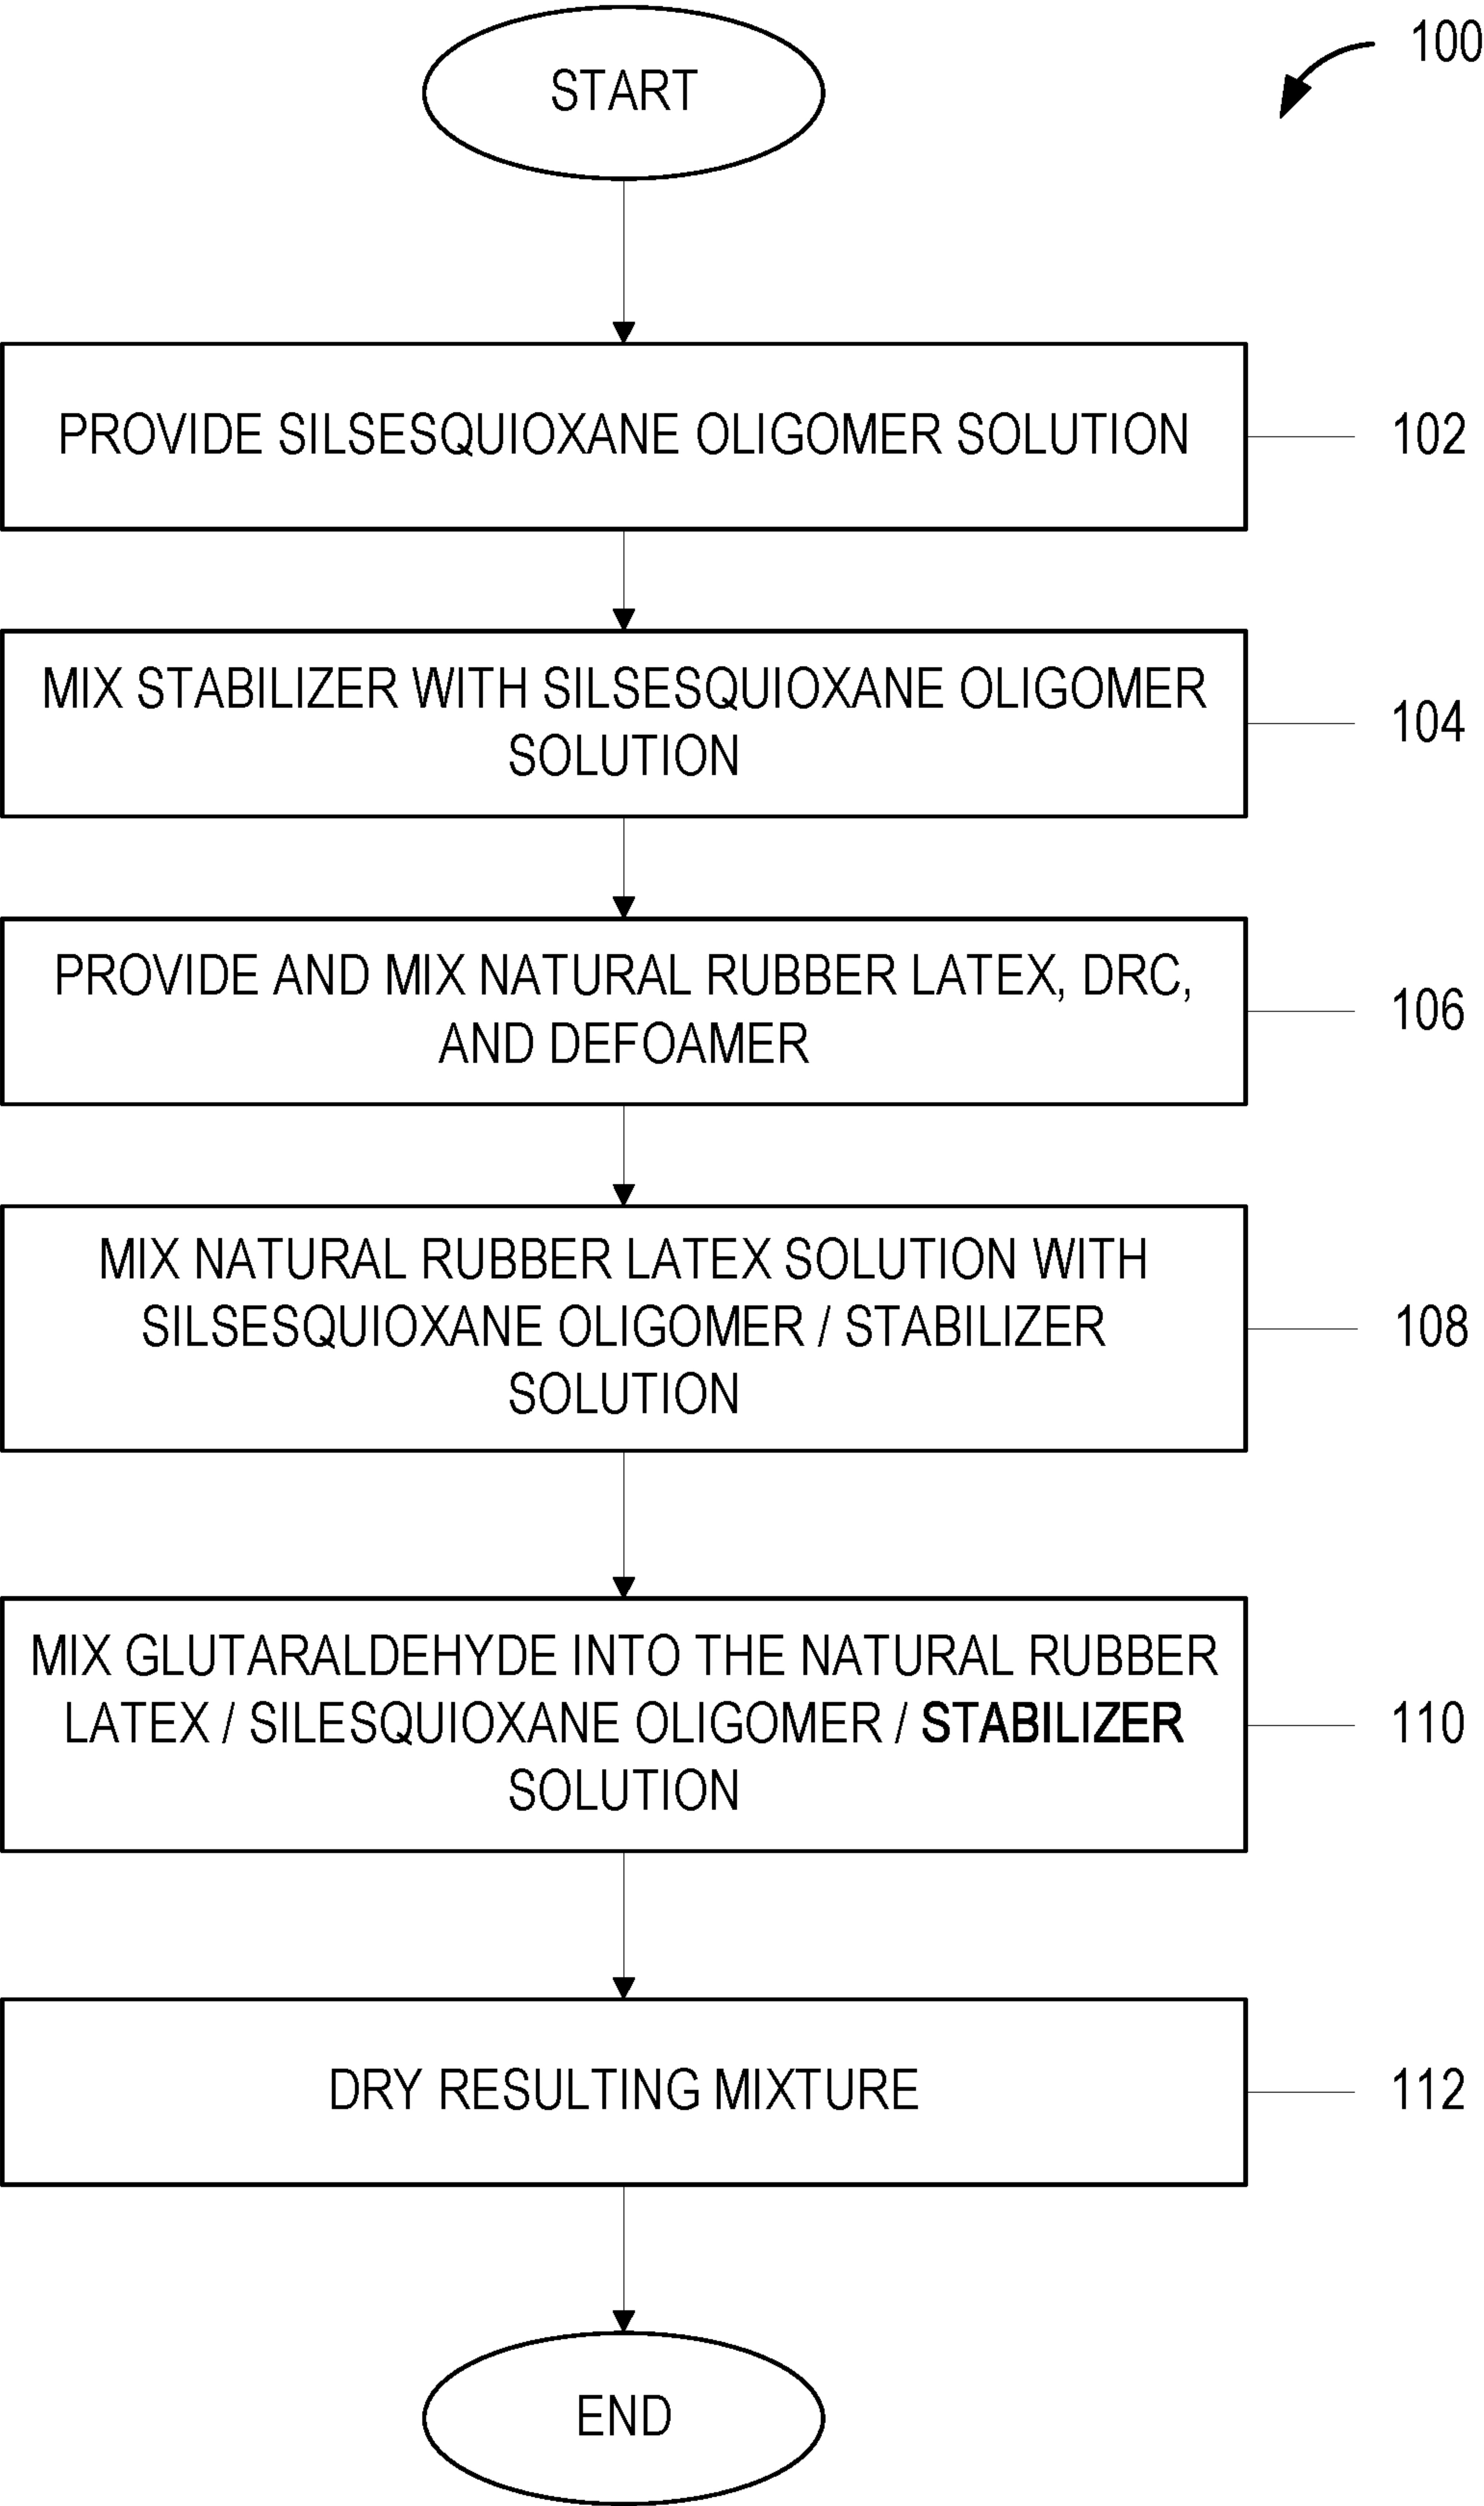 100
START
PROVIDE SILSESQUIOXANE OLIGOMER SOLUTION
102
MIX STABILIZER WITH SILSESQUIOXANE OLIGOMER
SOLUTION
104
PROVIDE AND MIX NATURAL RUBBER LATEX, DRC,
AND DEFOAMER
106
MIX NATURAL RUBBER LATEX SOLUTION WITH
SILSESQUIOXANE OLIGOMER / STABILIZER
SOLUTION
108
MIX GLUTARALDEHYDE INTO THE NATURAL RUBBER
LATEX / SILESQUIOXANE OLIGOMER / STABILIZER
SOLUTION
110
DRY RESULTING MIXTURE
112
END